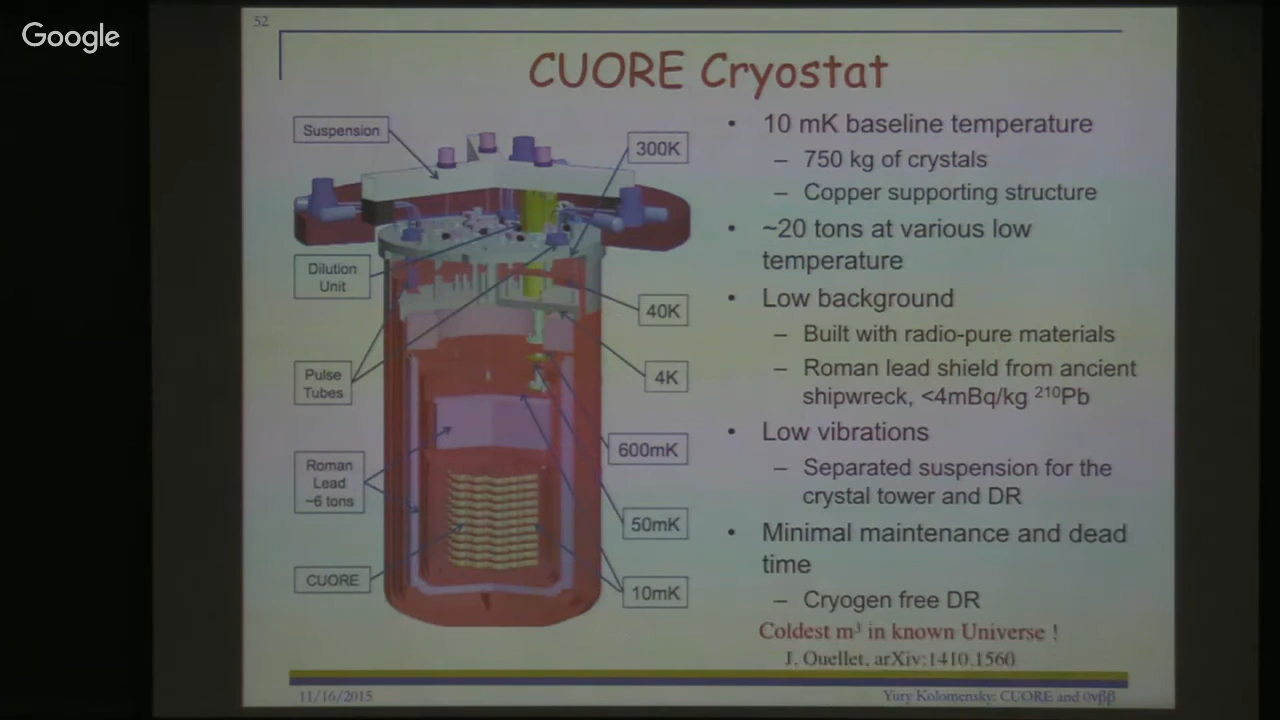 Google
52
CUORE Cryostat
Suspension
300K
Dilution
Unit
40K
Pulse
Tubes
4K
Roman
Lead
~6 tons
600mK
50mK
CUORE
10mK
• 10 mK baseline temperature
– 750 kg of crystals
– Copper supporting structure
• ~20 tons at various low
temperature
• Low background
– Built with radio-pure materials
– Roman lead shield from ancient
shipwreck, <4mBq/kg ²¹⁰Pb
• Low vibrations
– Separated suspension for the
crystal tower and DR
• Minimal maintenance and dead
time
– Cryogen free DR
Coldest m³ in known Universe !
J. Ouellet, arXiv:1410.1560
11/16/2015
Yury Kolomensky: CUORE and 0νββ